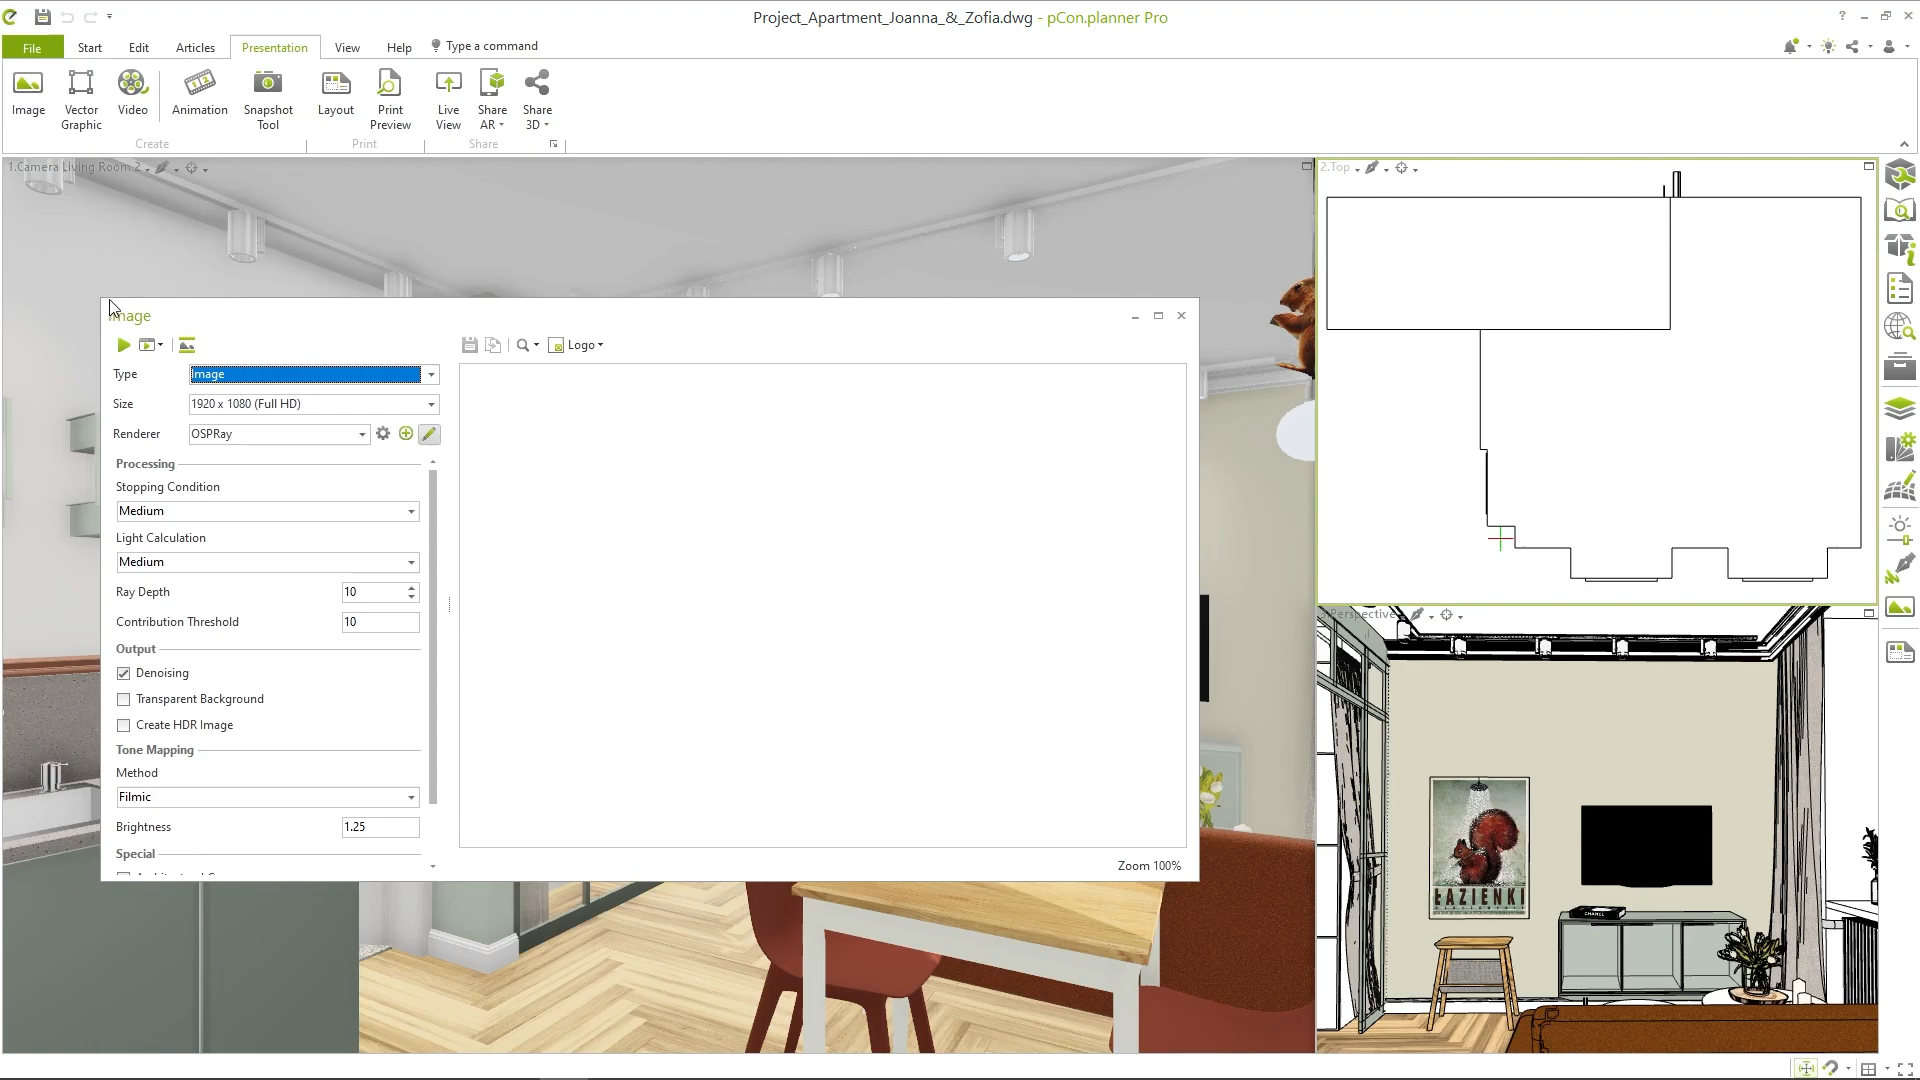 Project_Apartment_Joanna_&_Zofia.dwg - pCon.planner Pro
File Start Edit Articles Presentation View Help Type a command
Image
Vector Graphic
Video
Animation
Snapshot Tool
Layout
Print Preview
Live View
Share AR
Share 3D
Create Print Share
1.Camera Living Room 2
2.Top
Image
Logo
Type Image
Size 1920 x 1080 (Full HD)
Renderer OSPRay
Processing
Stopping Condition
Medium
Light Calculation
Medium
Ray Depth 10
Contribution Threshold 10
Output
Denoising
Transparent Background
Create HDR Image
Tone Mapping
Method
Filmic
Brightness 1.25
Special
Zoom 100%
3.Perspective
ŁAZIENKI
CHANEL